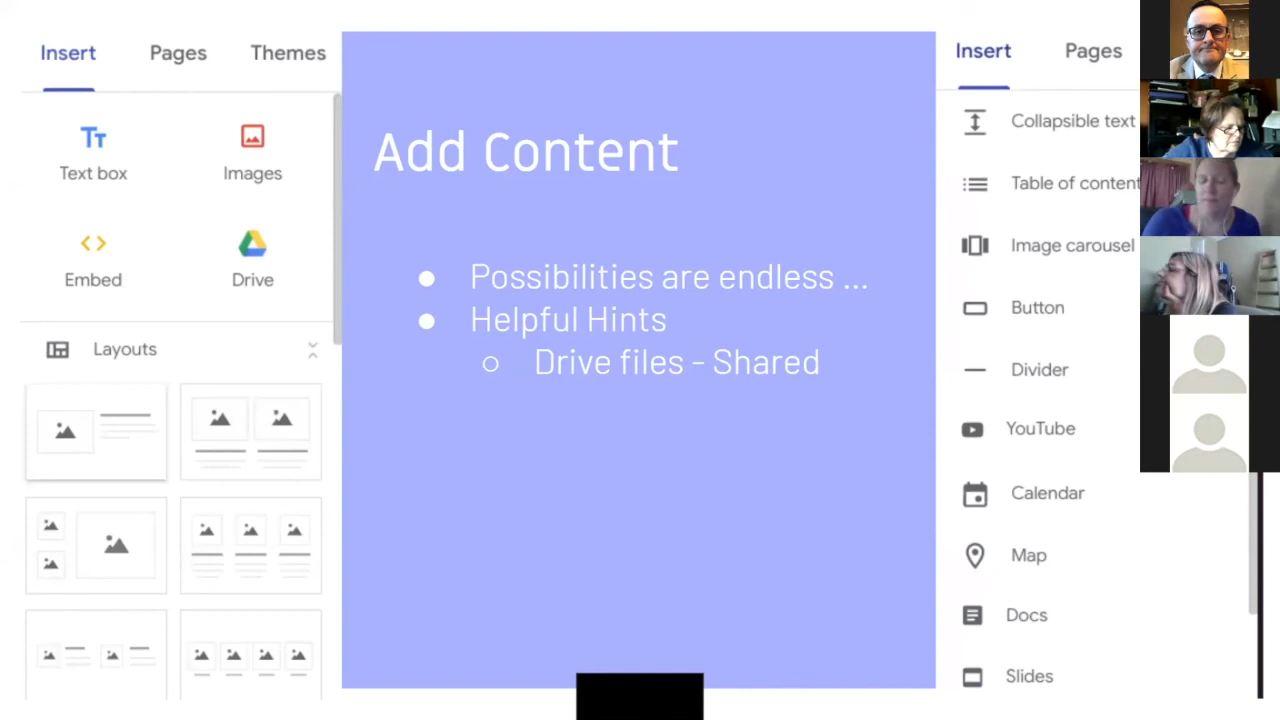 Insert Pages Themes
Text box Images
Embed Drive
Layouts
Add Content
● Possibilities are endless ...
● Helpful Hints
○ Drive files - Shared
Insert Pages
Collapsible text
Table of content
Image carousel
Button
Divider
YouTube
Calendar
Map
Docs
Slides